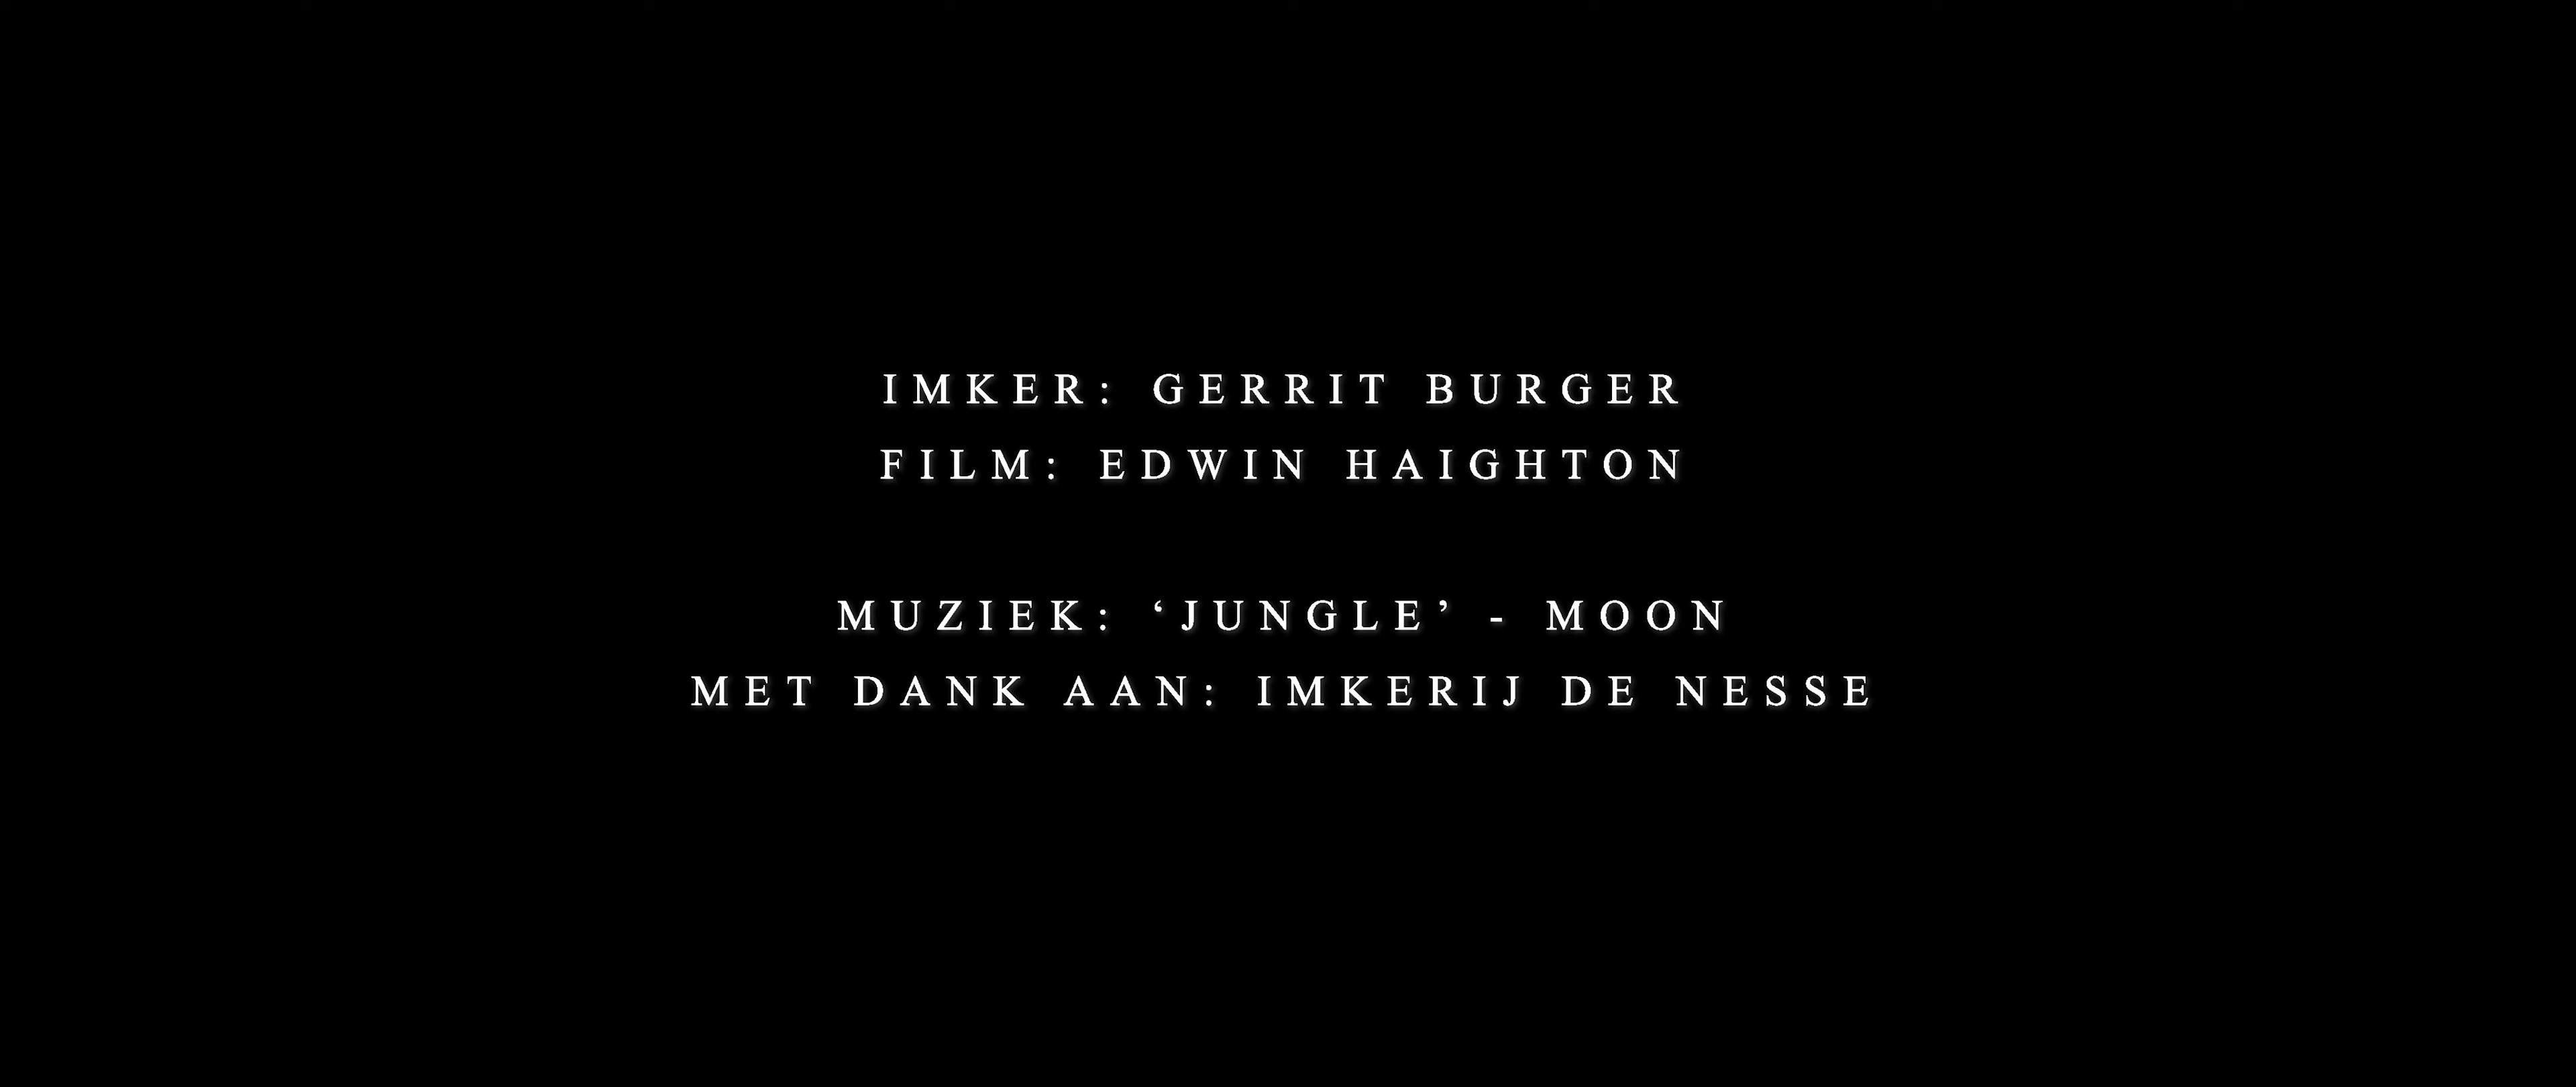 IMKER: GERRIT BURGER
FILM: EDWIN HAIGHTON
MUZIEK: ‘JUNGLE’ - MOON
MET DANK AAN: IMKERIJ DE NESSE